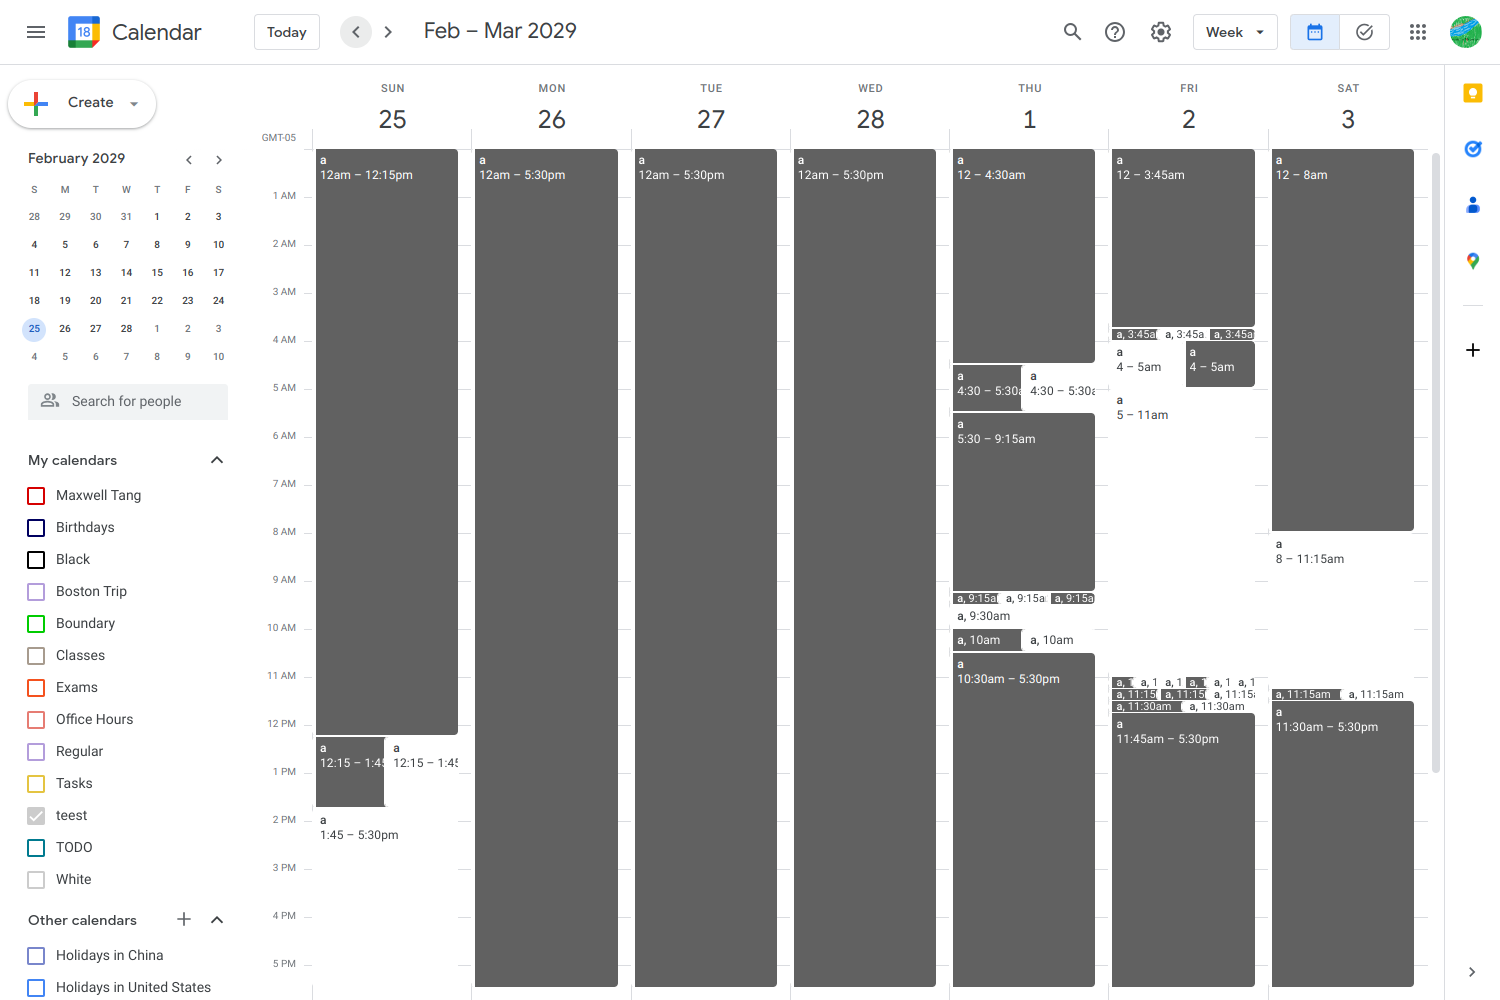 18 Calendar
Today
Feb – Mar 2029
Week
Create
February 2029
S M T W T F S
28 29 30 31 1 2 3
4 5 6 7 8 9 10
11 12 13 14 15 16 17
18 19 20 21 22 23 24
25 26 27 28 1 2 3
4 5 6 7 8 9 10
Search for people
My calendars
Maxwell Tang
Birthdays
Black
Boston Trip
Boundary
Classes
Exams
Office Hours
Regular
Tasks
teest
TODO
White
Other calendars
Holidays in China
Holidays in United States
GMT-05
1 AM
2 AM
3 AM
4 AM
5 AM
6 AM
7 AM
8 AM
9 AM
10 AM
11 AM
12 PM
1 PM
2 PM
3 PM
4 PM
5 PM
SUN
25
a
12am – 12:15pm
a
12:15 – 1:45
a
12:15 – 1:45
a
1:45 – 5:30pm
MON
26
a
12am – 5:30pm
TUE
27
a
12am – 5:30pm
WED
28
a
12am – 5:30pm
THU
1
a
12 – 4:30am
a
4:30 – 5:30a
a
4:30 – 5:30a
a
5:30 – 9:15am
a, 9:15a
a, 9:15a
a, 9:15a
a, 9:30am
a, 10am
a, 10am
a
10:30am – 5:30pm
FRI
2
a
12 – 3:45am
a, 3:45a
a, 3:45a
a, 3:45a
a
4 – 5am
a
4 – 5am
a
5 – 11am
a, 1
a, 1
a, 1
a, 1
a, 1
a, 1
a, 11:15
a, 11:15
a, 11:15
a, 11:30am
a, 11:30am
a
11:45am – 5:30pm
SAT
3
a
12 – 8am
a
8 – 11:15am
a, 11:15am
a, 11:15am
a
11:30am – 5:30pm